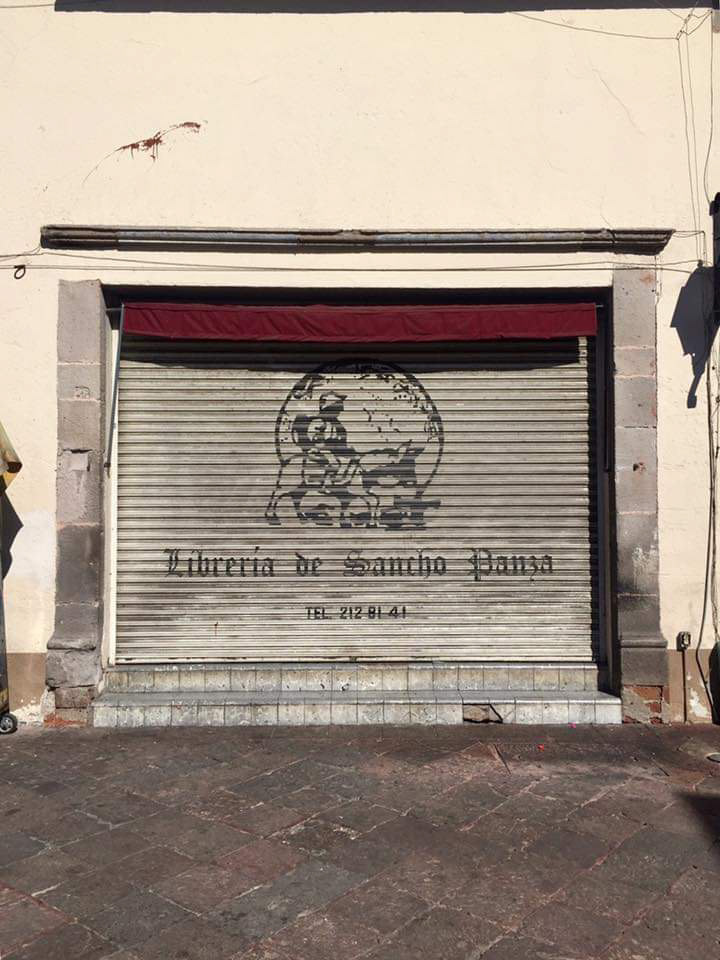 Librería de Sancho Panza
TEL. 212 81 41